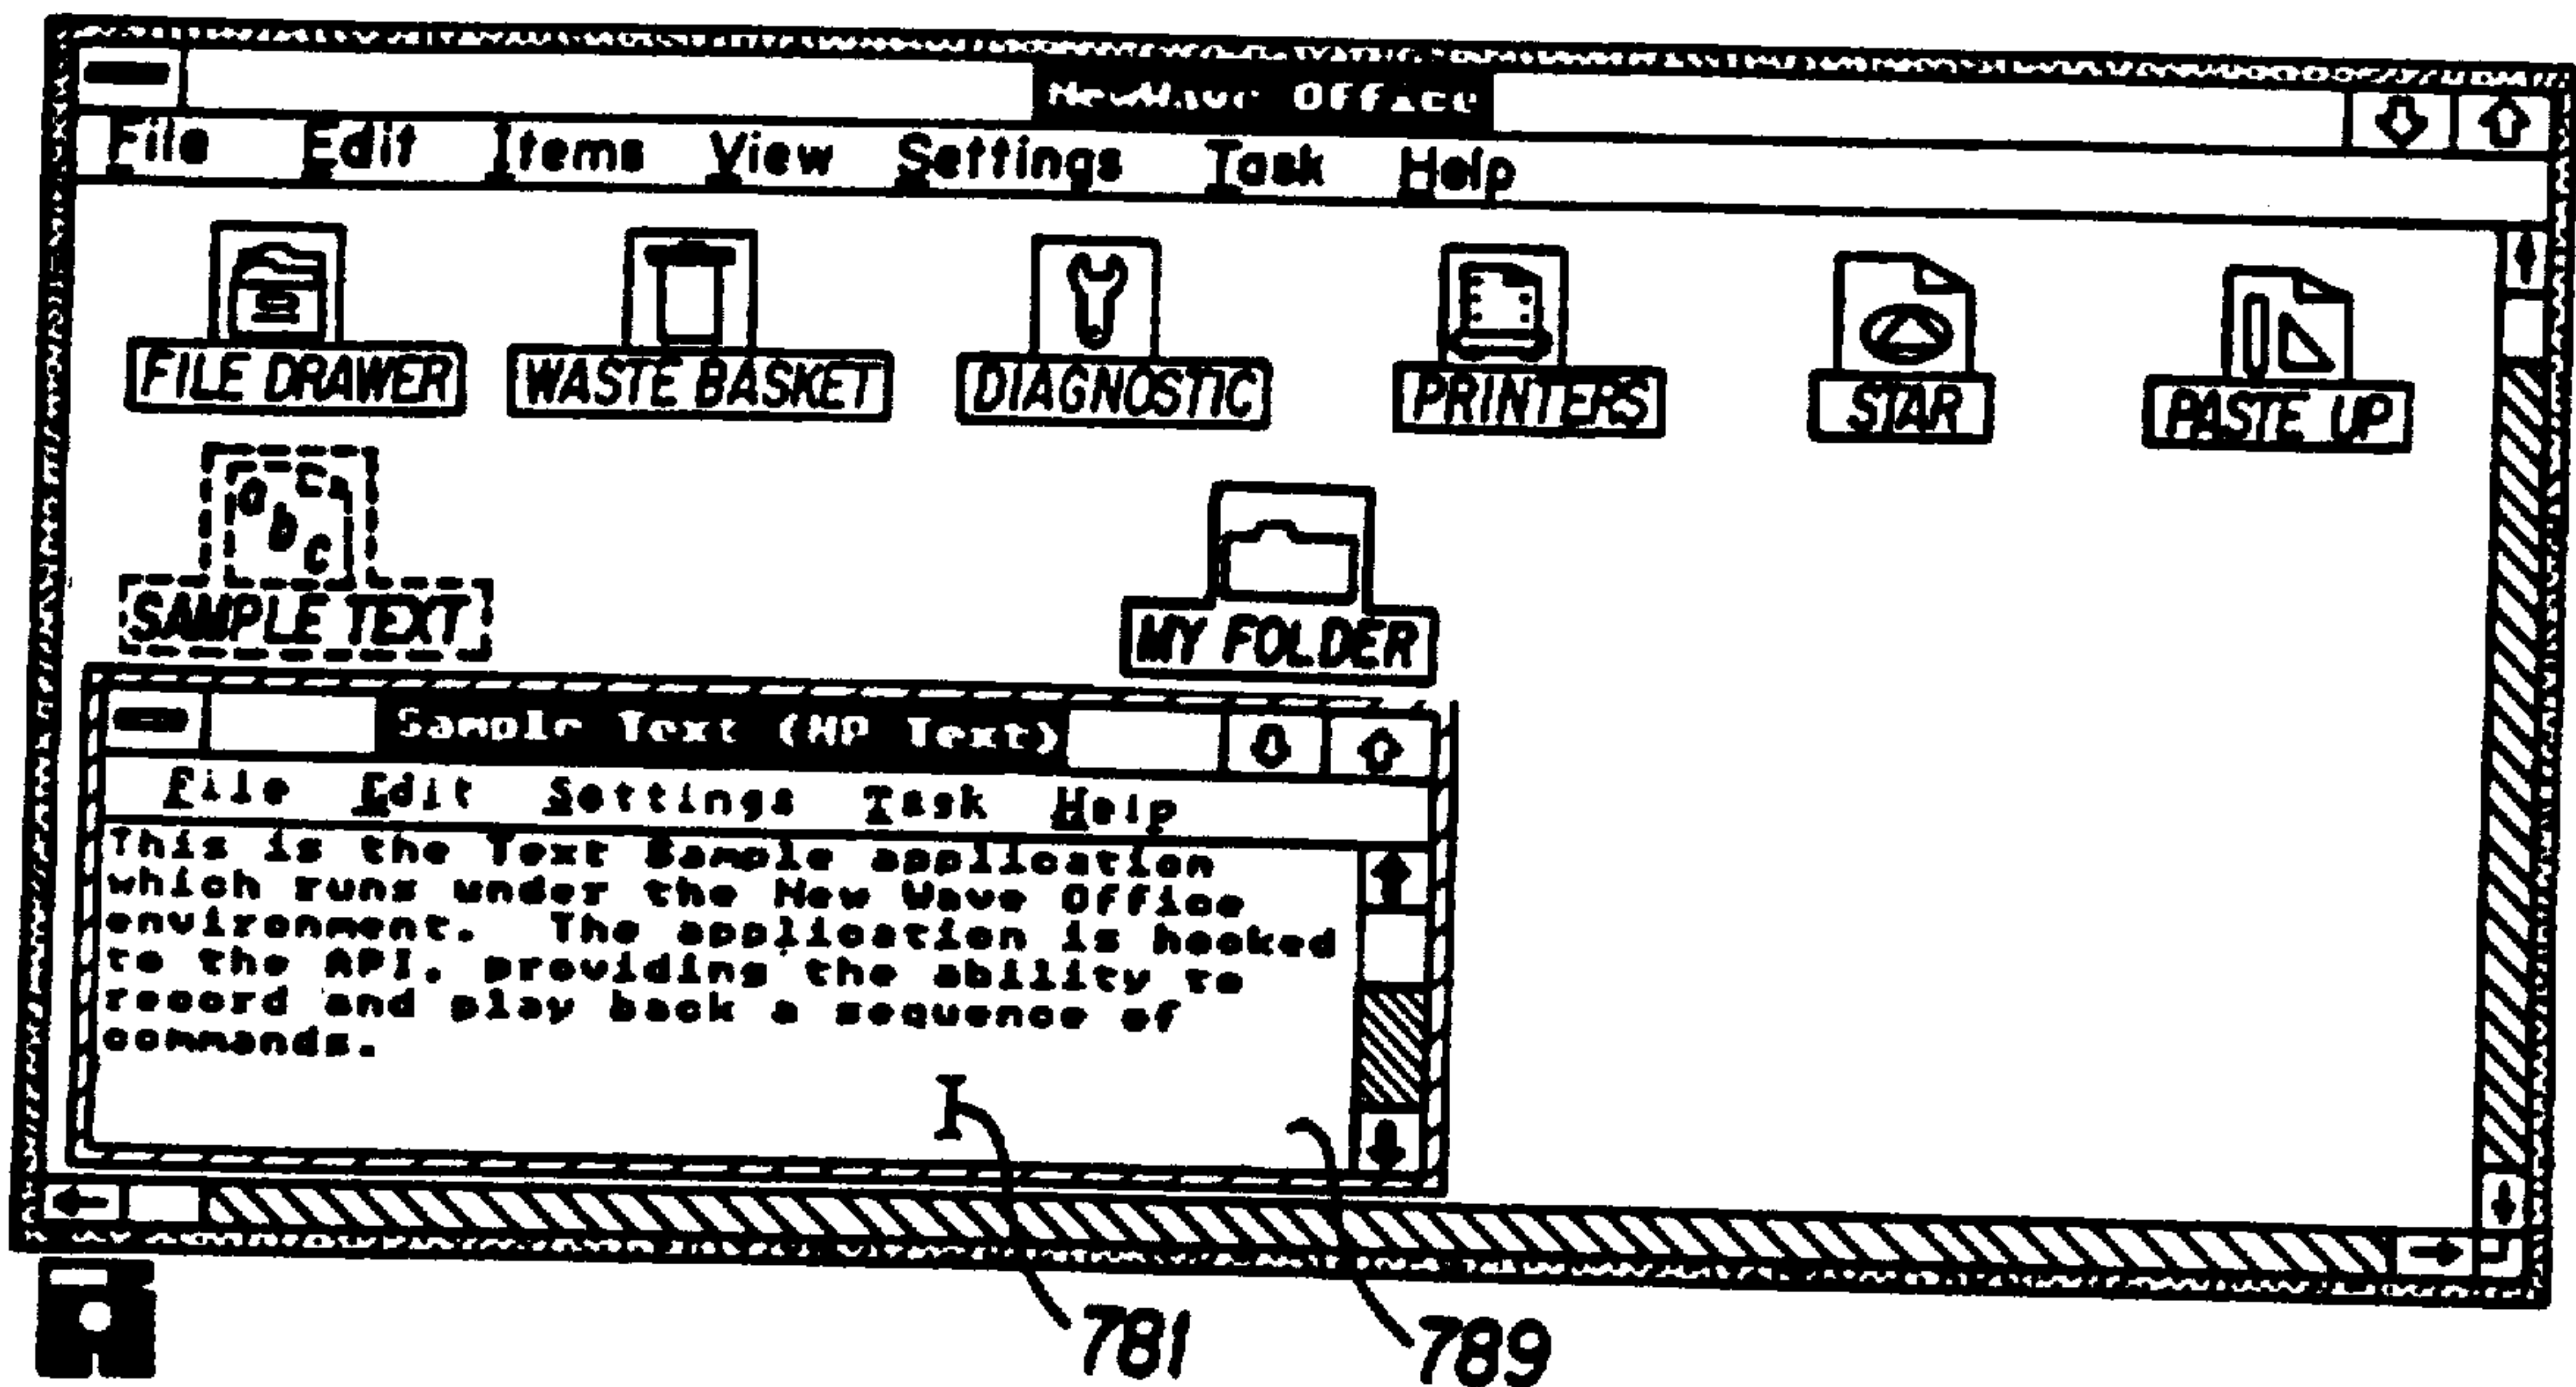 NewWave Office
File Edit Items View Settings Task Help
FILE DRAWER WASTE BASKET DIAGNOSTIC PRINTERS STAR PASTE UP
a b c
SAMPLE TEXT MY FOLDER
Sample Text (HP Text)
File Edit Settings Task Help
This is the Text Sample application
which runs under the New Wave Office
environment. The application is hooked
to the API, providing the ability to
record and play back a sequence of
commands.
781 789